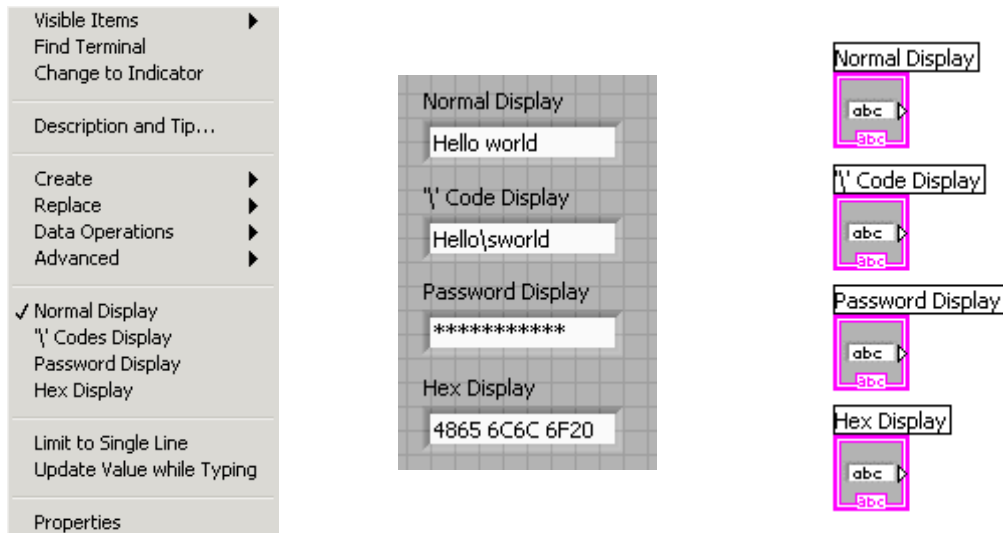 Visible Items
Find Terminal
Change to Indicator
Description and Tip...
Create
Replace
Data Operations
Advanced
✓ Normal Display
'\' Codes Display
Password Display
Hex Display
Limit to Single Line
Update Value while Typing
Properties
Normal Display
Hello world
'\' Code Display
Hello\sworld
Password Display
***********
Hex Display
4865 6C6C 6F20
Normal Display
abc
abc
'\' Code Display
abc
abc
Password Display
abc
abc
Hex Display
abc
abc